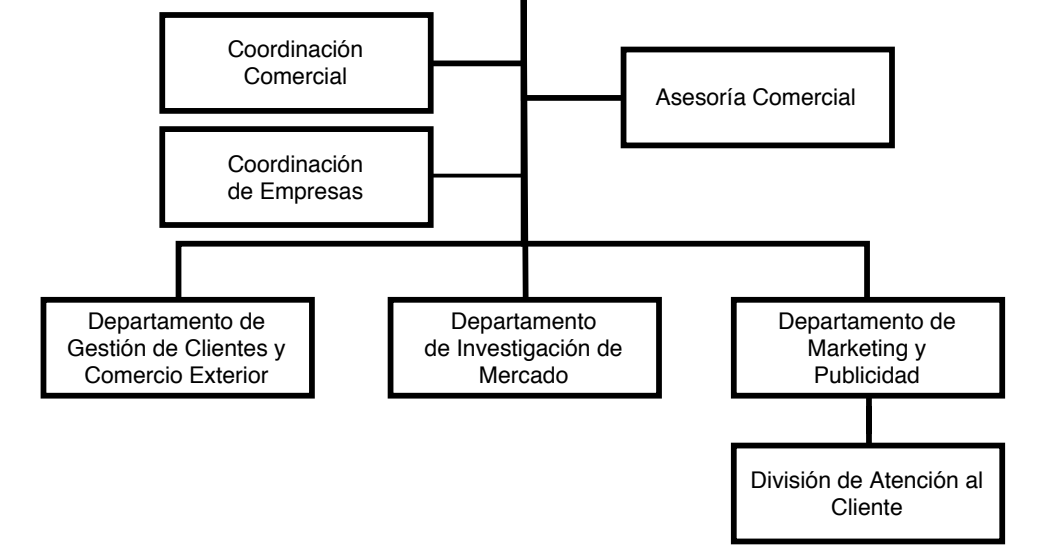 Coordinación
Comercial
Asesoría Comercial
Coordinación
de Empresas
Departamento de
Gestión de Clientes y
Comercio Exterior
Departamento
de Investigación de
Mercado
Departamento de
Marketing y
Publicidad
División de Atención al
Cliente